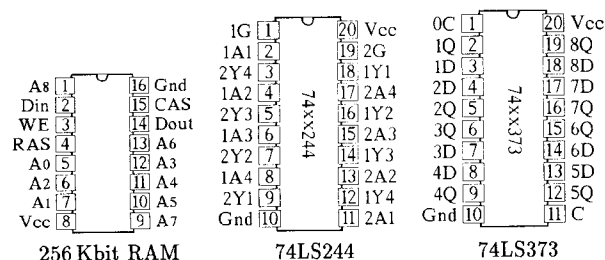 A8 1 16 Gnd
Din 2 15 CAS
WE 3 14 Dout
RAS 4 13 A6
A0 5 12 A3
A2 6 11 A4
A1 7 10 A5
Vcc 8 9 A7
256 Kbit RAM
1G 1 20 Vcc
1A1 2 19 2G
2Y4 3 18 1Y1
1A2 4 17 2A4
2Y3 5 16 1Y2
1A3 6 15 2A3
2Y2 7 14 1Y3
1A4 8 13 2A2
2Y1 9 12 1Y4
Gnd 10 11 2A1
74xx244
74LS244
0C 1 20 Vcc
1Q 2 19 8Q
1D 3 18 8D
2D 4 17 7D
2Q 5 16 7Q
3Q 6 15 6Q
3D 7 14 6D
4D 8 13 5D
4Q 9 12 5Q
Gnd 10 11 C
74xx373
74LS373